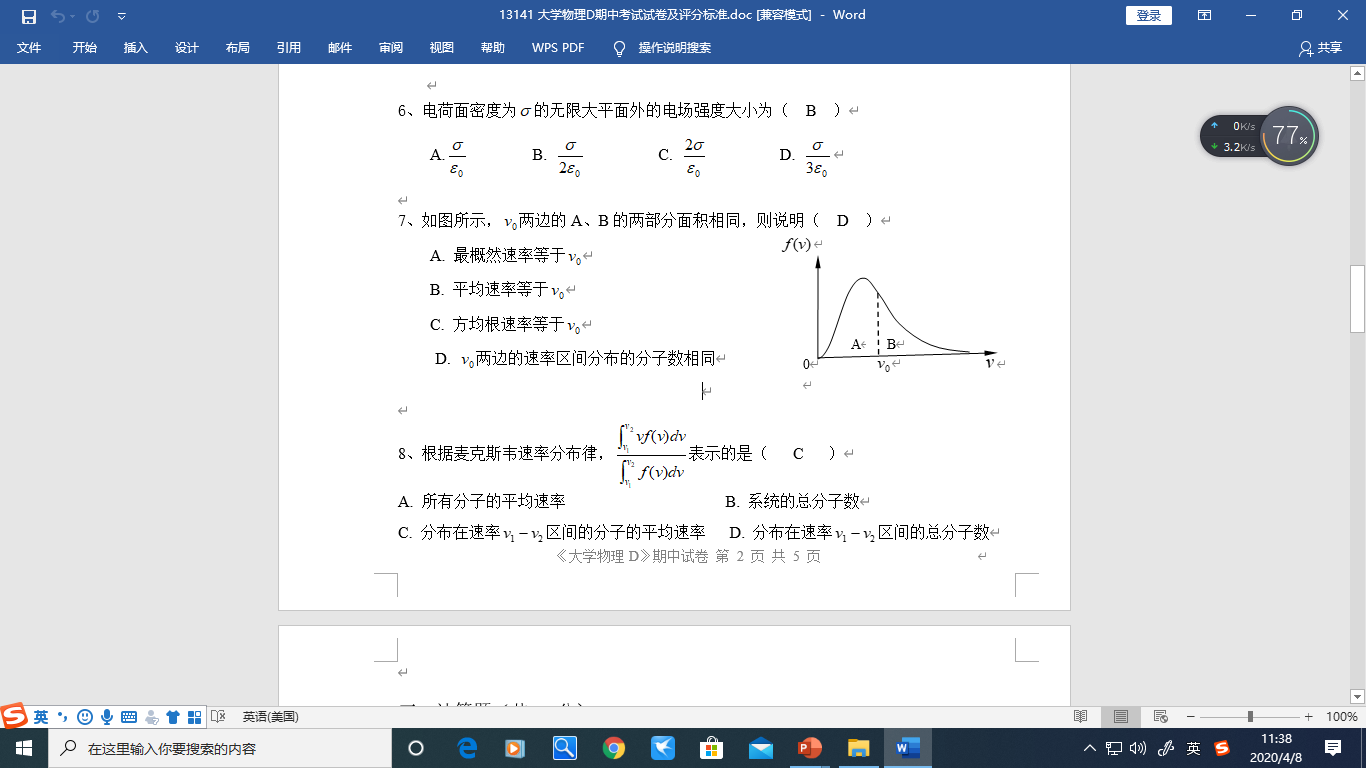 13141 大学物理D期中考试试卷及评分标准.doc [兼容模式] - Word
登录
文件 开始 插入 设计 布局 引用 邮件 审阅 视图 帮助 WPS PDF 操作说明搜索 共享
6、电荷面密度为σ的无限大平面外的电场强度大小为（ B ）
A. σ/ε₀ B. σ/2ε₀ C. 2σ/ε₀ D. σ/3ε₀
0K/s
3.2K/s
77%
7、如图所示，v₀两边的A、B的两部分面积相同，则说明（ D ）
A. 最概然速率等于v₀
B. 平均速率等于v₀
C. 方均根速率等于v₀
D. v₀两边的速率区间分布的分子数相同
f(v)
A B
0 v₀ v
8、根据麦克斯韦速率分布律，∫v₁v₂ vf(v)dv / ∫v₁v₂ f(v)dv 表示的是（ C ）
A. 所有分子的平均速率 B. 系统的总分子数
C. 分布在速率v₁−v₂区间的分子的平均速率 D. 分布在速率v₁−v₂区间的总分子数
《大学物理D》期中试卷 第 2 页 共 5 页
英 英语(美国) 100%
在这里输入你要搜索的内容
英
11:38
2020/4/8